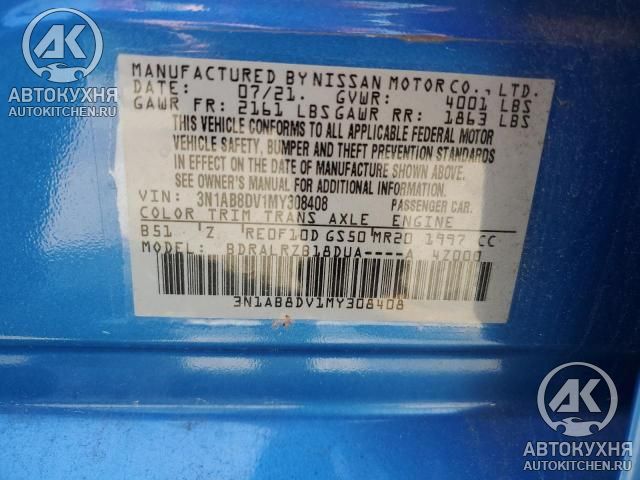 АК
АВТОКУХНЯ
AUTOKITCHEN.RU
MANUFACTURED BY NISSAN MOTOR CO., LTD.
DATE: 07/21. GVWR: 4001 LBS
GAWR FR: 2161 LBS GAWR RR: 1863 LBS
THIS VEHICLE CONFORMS TO ALL APPLICABLE FEDERAL MOTOR
VEHICLE SAFETY, BUMPER AND THEFT PREVENTION STANDARDS
IN EFFECT ON THE DATE OF MANUFACTURE SHOWN ABOVE.
SEE OWNER'S MANUAL FOR ADDITIONAL INFORMATION.
VIN: 3N1AB8DV1MY308408 PASSENGER CAR.
COLOR TRIM TRANS AXLE ENGINE
B51 Z RE0F10D GS50 MR20 1997 CC
MODEL: BDRALRZB18DUA----A 4Z000
3N1AB8DV1MY308408
АК
АВТОКУХНЯ
AUTOKITCHEN.RU